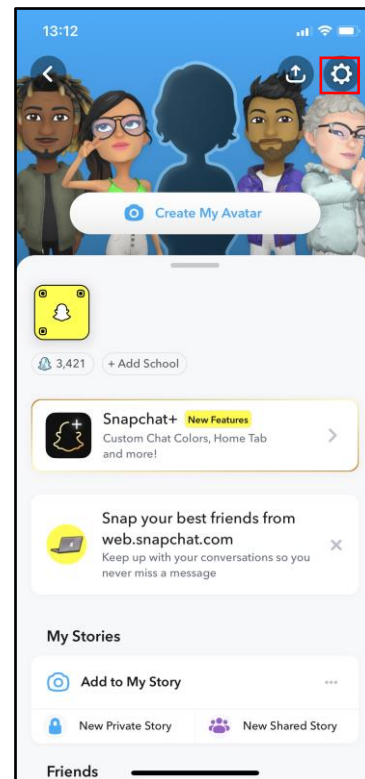 13:12
Create My Avatar
3,421
+ Add School
Snapchat+ New Features
Custom Chat Colors, Home Tab
and more!
Snap your best friends from
web.snapchat.com
Keep up with your conversations so you
never miss a message
My Stories
Add to My Story
New Private Story
New Shared Story
Friends